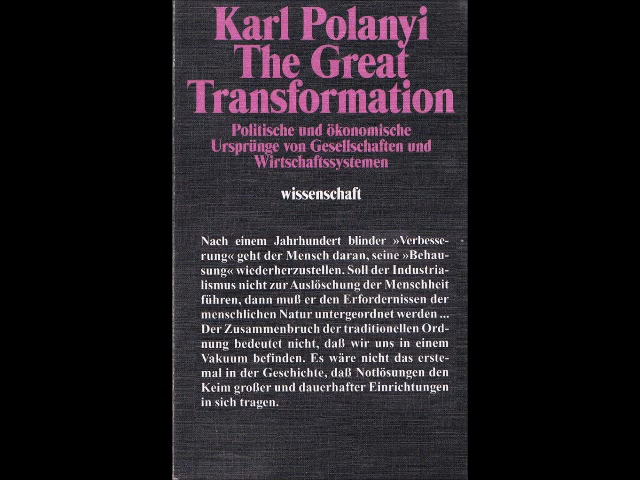 Karl Polanyi
The Great
Transformation
Politische und ökonomische
Ursprünge von Gesellschaften und
Wirtschaftssystemen
wissenschaft
Nach einem Jahrhundert blinder »Verbesse-
rung« geht der Mensch daran, seine »Behau-
sung« wiederherzustellen. Soll der Industria-
lismus nicht zur Auslöschung der Menschheit
führen, dann muß er den Erfordernissen der
menschlichen Natur untergeordnet werden ...
Der Zusammenbruch der traditionellen Ord-
nung bedeutet nicht, daß wir uns in einem
Vakuum befinden. Es wäre nicht das erste-
mal in der Geschichte, daß Notlösungen den
Keim großer und dauerhafter Einrichtungen
in sich tragen.